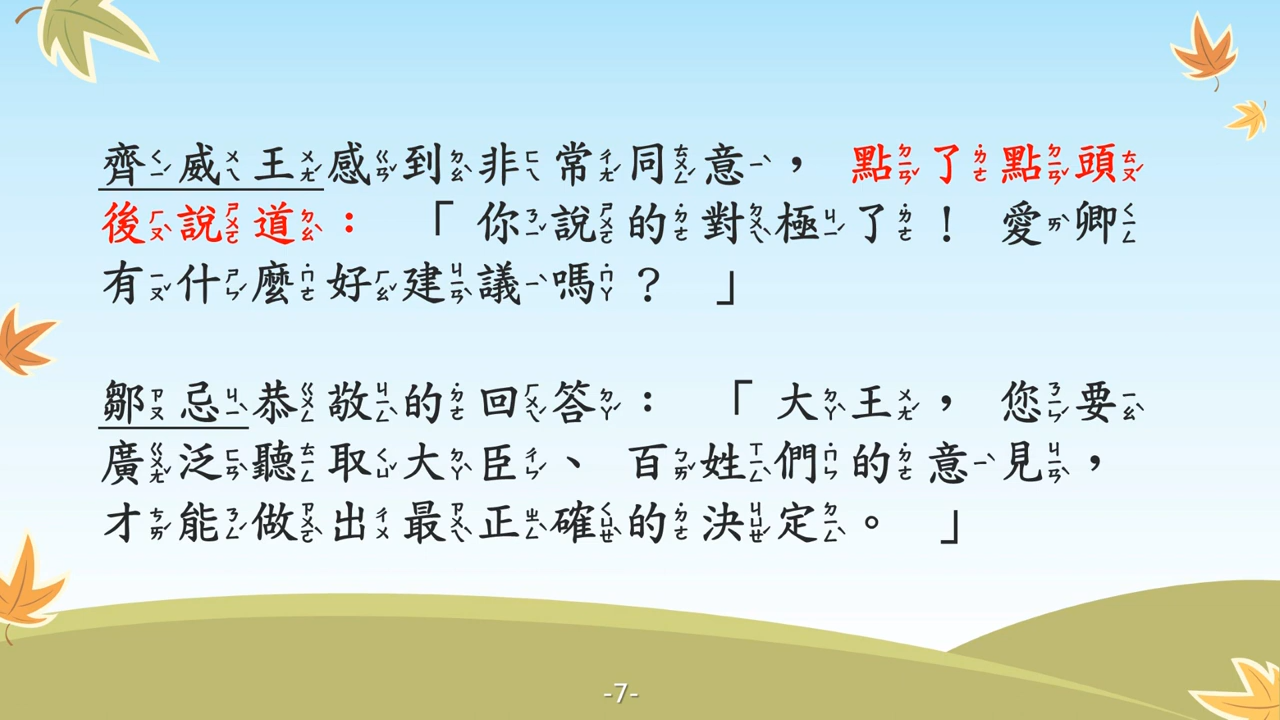 齊威王感到非常同意，點了點頭
後說道：「你說的對極了！愛卿
有什麼好建議嗎？」
鄒忌恭敬的回答：「大王，您要
廣泛聽取大臣、百姓們的意見，
才能做出最正確的決定。」
-7-